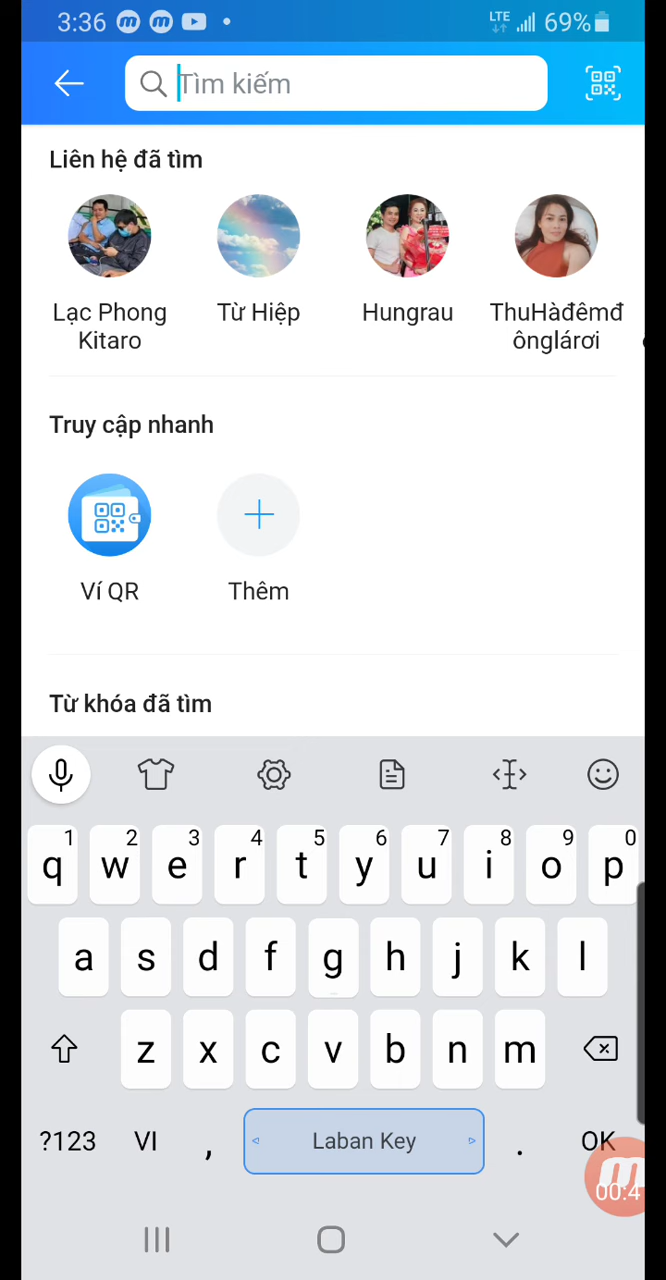 3:36
LTE
69%
Tìm kiếm
Liên hệ đã tìm
Lạc Phong
Kitaro
Từ Hiệp
Hungrau
ThuHàđêmđ
ônglárơi
Truy cập nhanh
Ví QR
Thêm
Từ khóa đã tìm
1 2 3 4 5 6 7 8 9 0
q w e r t y u i o p
a s d f g h j k l
z x c v b n m
?123 VI , Laban Key . OK
00:4